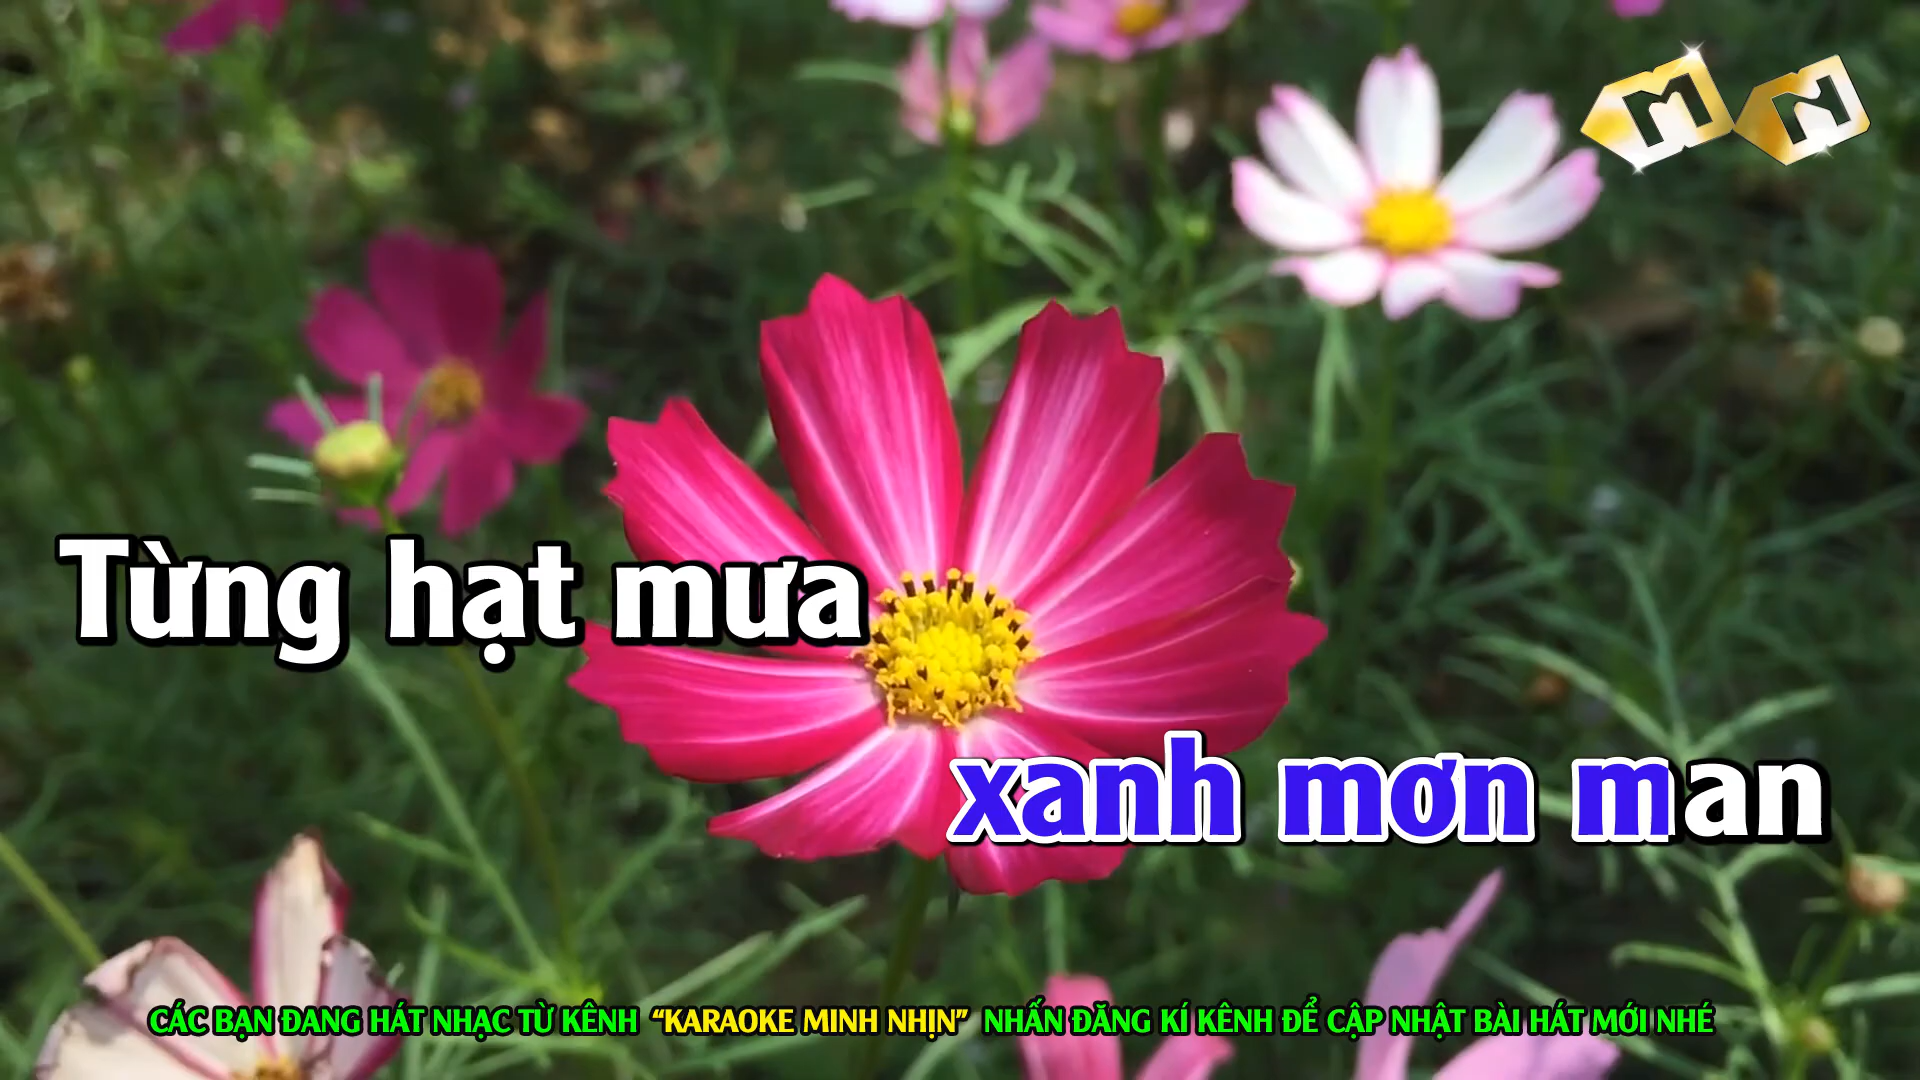 MN
Từng hạt mưa
xanh mơn man
CÁC BẠN ĐANG HÁT NHẠC TỪ KÊNH “KARAOKE MINH NHỊN” NHẤN ĐĂNG KÍ KÊNH ĐỂ CẬP NHẬT BÀI HÁT MỚI NHÉ